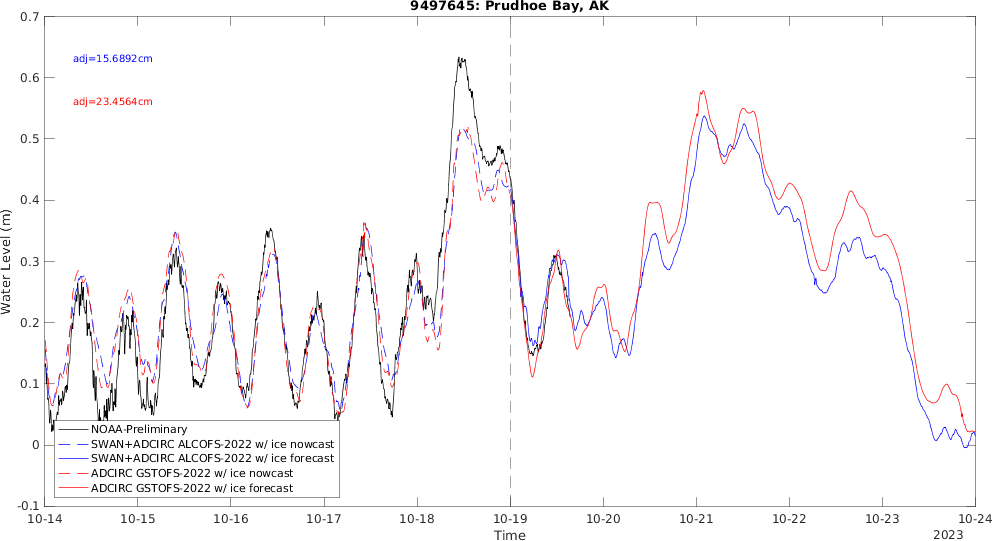 9497645: Prudhoe Bay, AK
0.7
0.6
0.5
0.4
0.3
0.2
0.1
0
-0.1
Water Level (m)
adj=15.6892cm
adj=23.4564cm
NOAA-Preliminary
SWAN+ADCIRC ALCOFS-2022 w/ ice nowcast
SWAN+ADCIRC ALCOFS-2022 w/ ice forecast
ADCIRC GSTOFS-2022 w/ ice nowcast
ADCIRC GSTOFS-2022 w/ ice forecast
10-14 10-15 10-16 10-17 10-18 10-19 10-20 10-21 10-22 10-23 10-24
Time
2023